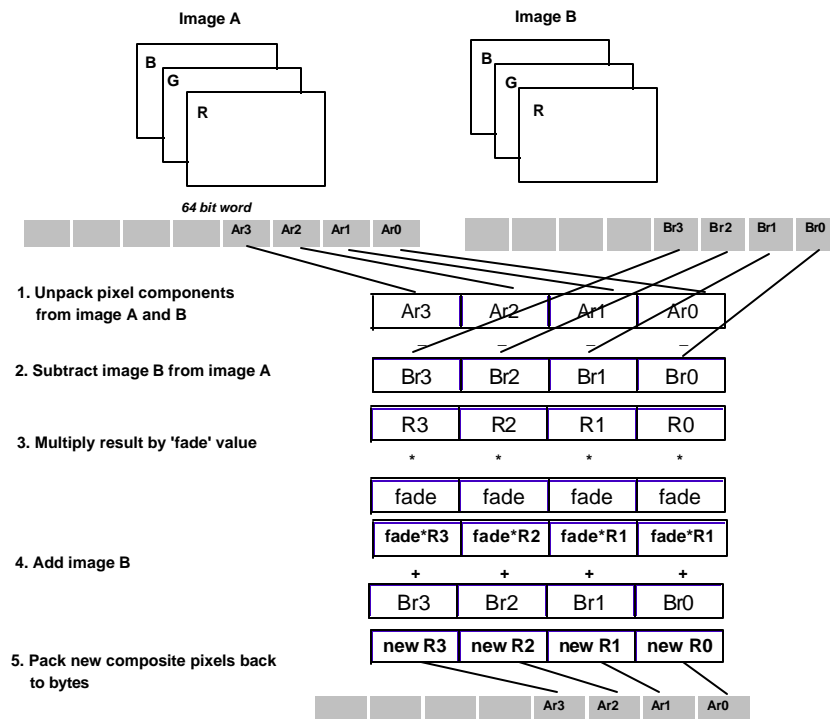 Image A Image B
B
G
R
B
G
R
64 bit word
Ar3 Ar2 Ar1 Ar0 Br3 Br2 Br1 Br0
1. Unpack pixel components
from image A and B
Ar3 Ar2 Ar1 Ar0
– – – –
2. Subtract image B from image A
Br3 Br2 Br1 Br0
R3 R2 R1 R0
3. Multiply result by 'fade' value
* * * *
fade fade fade fade
fade*R3 fade*R2 fade*R1 fade*R1
4. Add image B
+ + + +
Br3 Br2 Br1 Br0
new R3 new R2 new R1 new R0
5. Pack new composite pixels back
to bytes
Ar3 Ar2 Ar1 Ar0